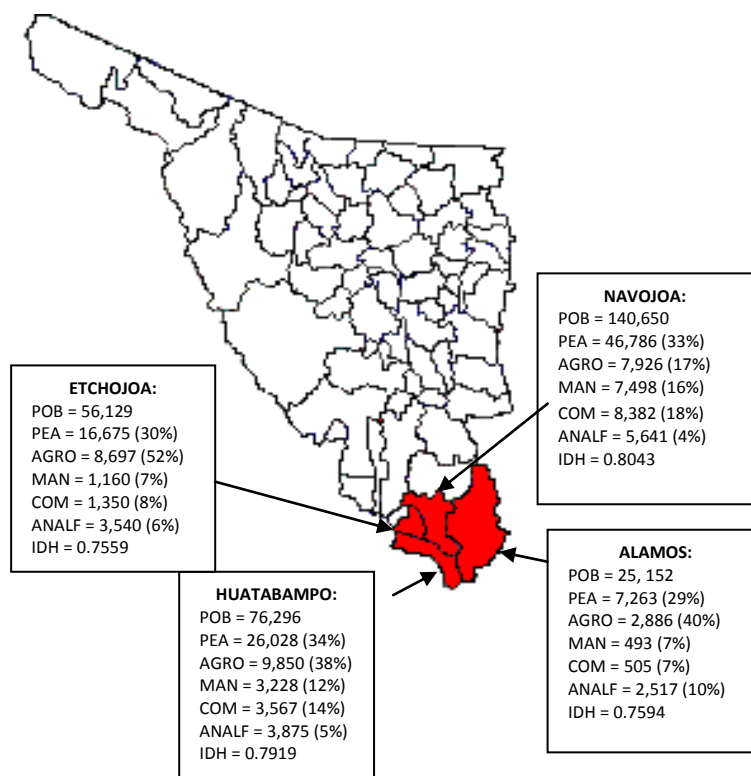 NAVOJOA:
POB = 140,650
PEA = 46,786 (33%)
AGRO = 7,926 (17%)
MAN = 7,498 (16%)
COM = 8,382 (18%)
ANALF = 5,641 (4%)
IDH = 0.8043
ETCHOJOA:
POB = 56,129
PEA = 16,675 (30%)
AGRO = 8,697 (52%)
MAN = 1,160 (7%)
COM = 1,350 (8%)
ANALF = 3,540 (6%)
IDH = 0.7559
HUATABAMPO:
POB = 76,296
PEA = 26,028 (34%)
AGRO = 9,850 (38%)
MAN = 3,228 (12%)
COM = 3,567 (14%)
ANALF = 3,875 (5%)
IDH = 0.7919
ALAMOS:
POB = 25, 152
PEA = 7,263 (29%)
AGRO = 2,886 (40%)
MAN = 493 (7%)
COM = 505 (7%)
ANALF = 2,517 (10%)
IDH = 0.7594